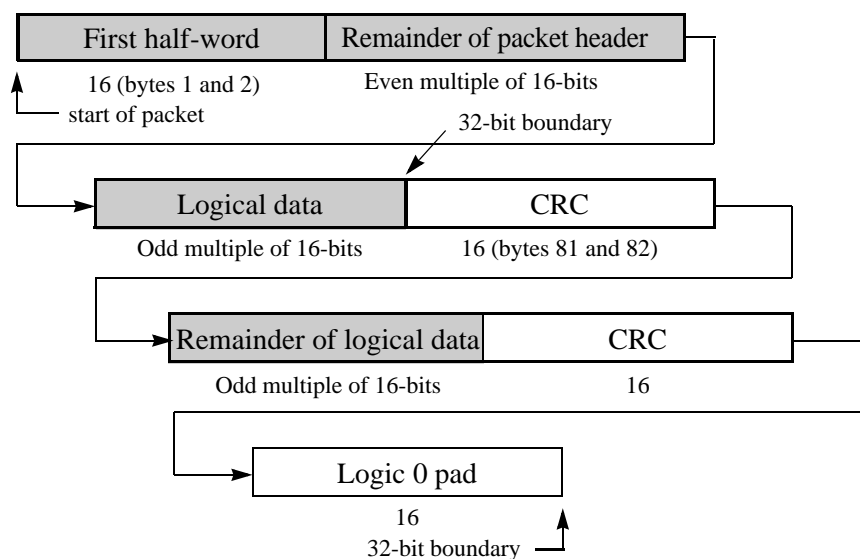 First half-word Remainder of packet header
16 (bytes 1 and 2) Even multiple of 16-bits
start of packet
32-bit boundary
Logical data CRC
Odd multiple of 16-bits 16 (bytes 81 and 82)
Remainder of logical data CRC
Odd multiple of 16-bits 16
Logic 0 pad
16
32-bit boundary